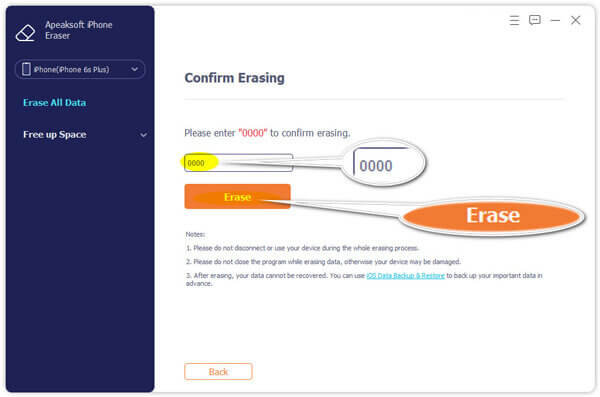 Apeaksoft iPhone
Eraser
iPhone(iPhone 6s Plus)
Erase All Data
Free up Space
Confirm Erasing
Please enter "0000" to confirm erasing.
0000
0000
Erase
Erase
Notes:
1. Please do not disconnect or use your device during the whole erasing process.
2. Please do not close the program while erasing data, otherwise your device may be damaged.
3. After erasing, your data cannot be recovered. You can use iOS Data Backup & Restore to back up your important data in
advance.
Back